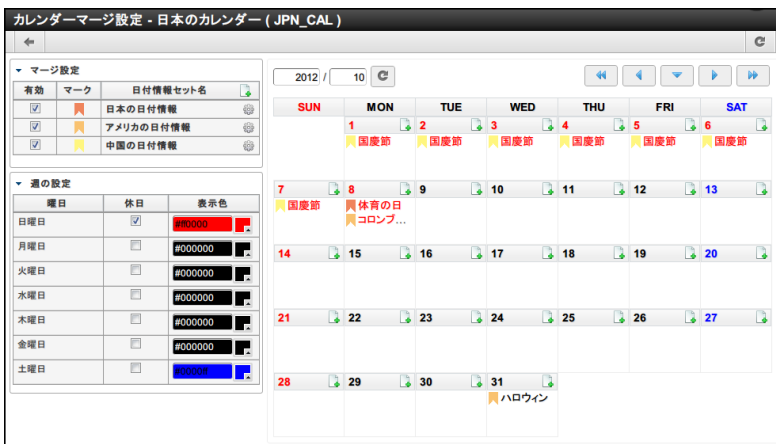 カレンダーマージ設定 - 日本のカレンダー ( JPN_CAL )
マージ設定
有効 マーク 日付情報セット名
日本の日付情報
アメリカの日付情報
中国の日付情報
週の設定
曜日 休日 表示色
日曜日 #ff0000
月曜日 #000000
火曜日 #000000
水曜日 #000000
木曜日 #000000
金曜日 #000000
土曜日 #0000ff
2012 / 10
SUN MON TUE WED THU FRI SAT
1 2 3 4 5 6
国慶節 国慶節 国慶節 国慶節 国慶節 国慶節
7 8 9 10 11 12 13
国慶節 体育の日
コロンブ...
14 15 16 17 18 19 20
21 22 23 24 25 26 27
28 29 30 31
ハロウィン